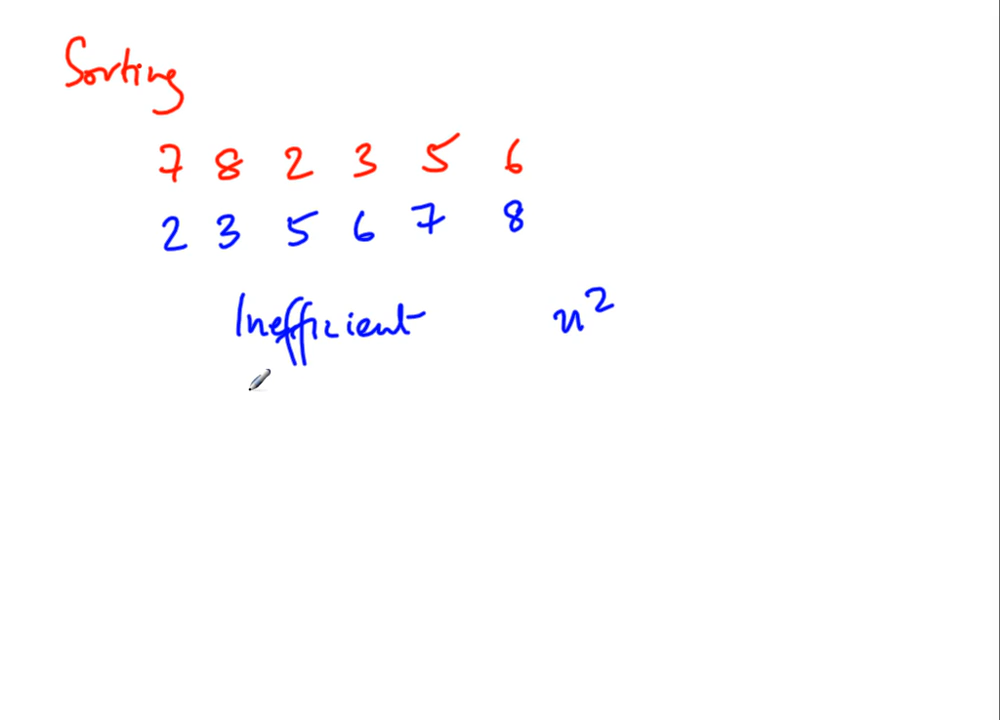 Sorting
7 8 2 3 5 6
2 3 5 6 7 8
Inefficient n²